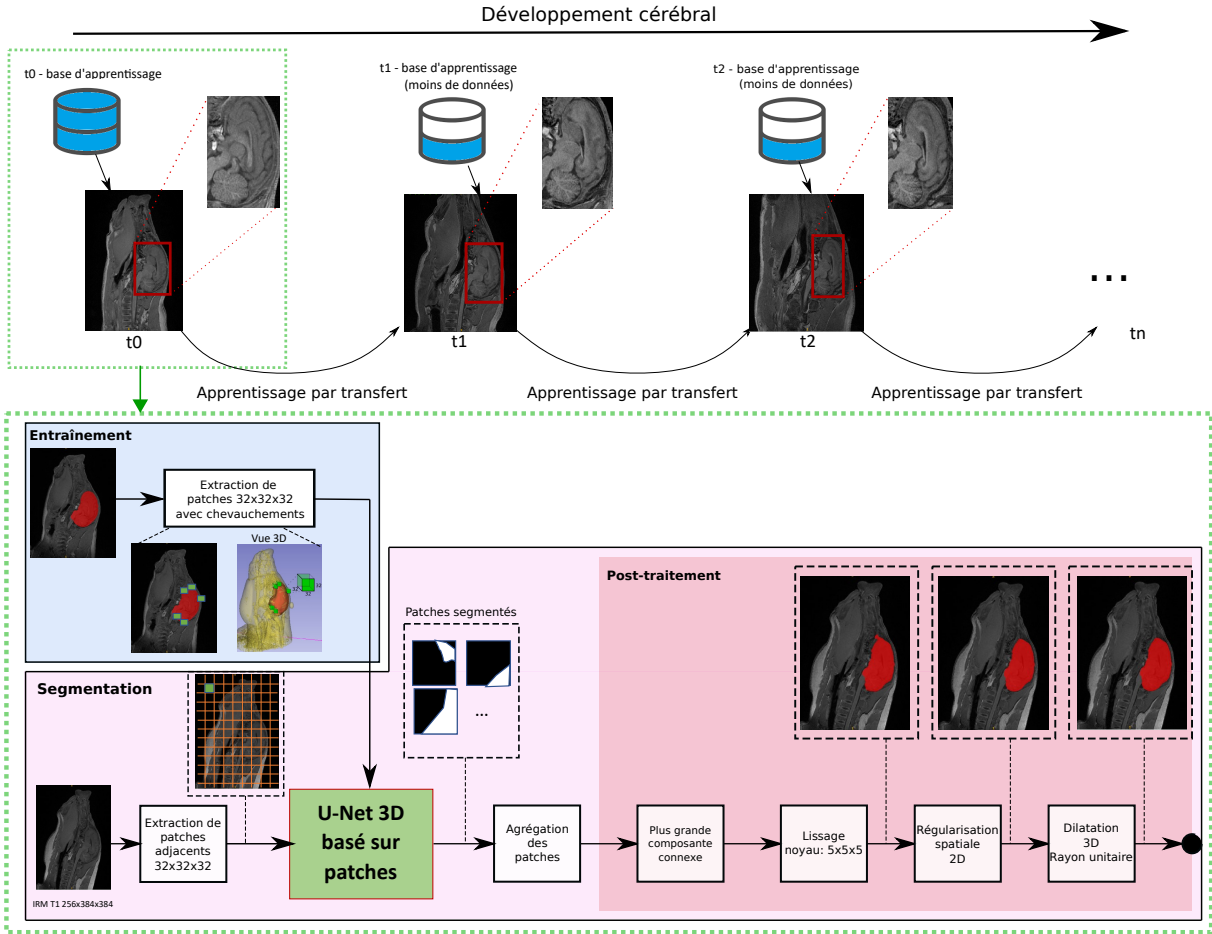 Développement cérébral
t0 - base d'apprentissage
t1 - base d'apprentissage
(moins de données)
t2 - base d'apprentissage
(moins de données)
...
t0
t1
t2
tn
Apprentissage par transfert
Apprentissage par transfert
Apprentissage par transfert
Entraînement
Extraction de
patches 32x32x32
avec chevauchements
Vue 3D
32
32
32
Segmentation
Patches segmentés
...
Post-traitement
Extraction de
patches
adjacents
32x32x32
U-Net 3D
basé sur
patches
Agrégation
des
patches
Plus grande
composante
connexe
Lissage
noyau: 5x5x5
Régularisation
spatiale
2D
Dilatation
3D
Rayon unitaire
IRM T1 256x384x384